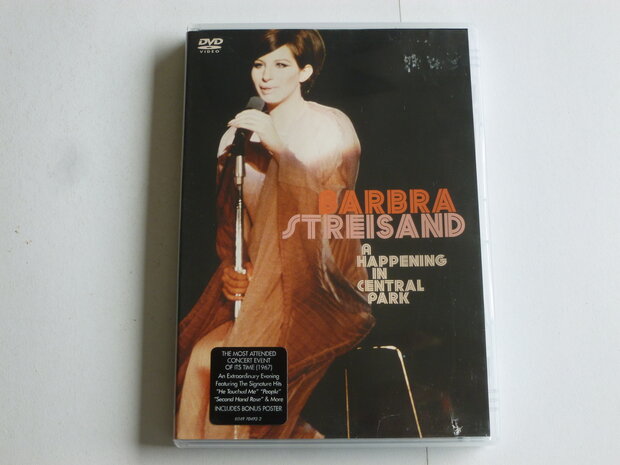 DVD
VIDEO
BARBRA
STREISAND
A
HAPPENING
IN
CENTRAL
PARK
THE MOST ATTENDED
CONCERT EVENT
OF ITS TIME (1967)
An Extraordinary Evening
Featuring The Signature Hits
"He Touched Me" "People"
"Second Hand Rose" & More
INCLUDES BONUS POSTER